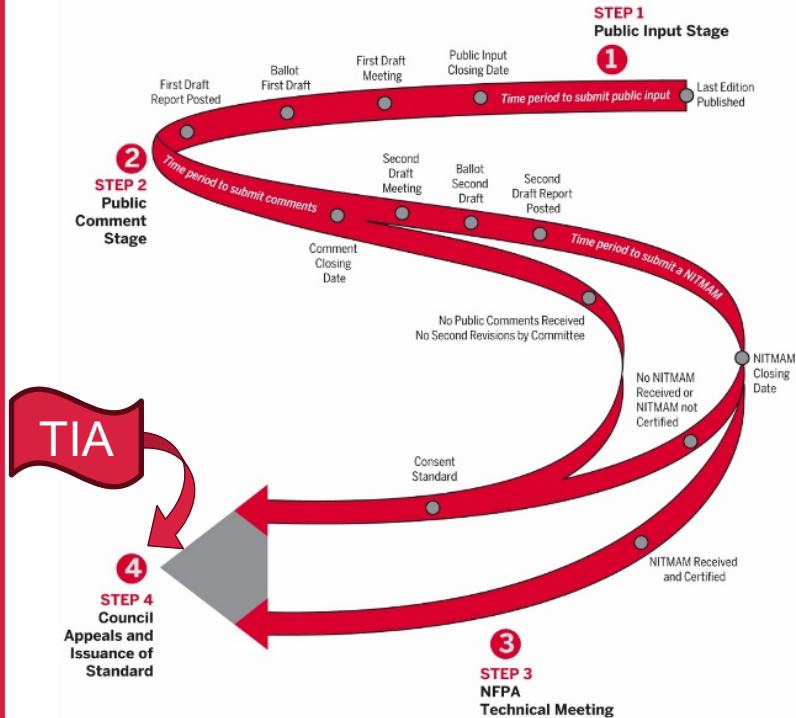 STEP 1
Public Input Stage
1
Public Input
Closing Date
First Draft
Meeting
Ballot
First Draft
First Draft
Report Posted
Time period to submit public input
Last Edition
Published
2
STEP 2
Public
Comment
Stage
Time period to submit comments
Second
Draft
Meeting
Ballot
Second
Draft
Second
Draft Report
Posted
Time period to submit a NITMAM
Comment
Closing
Date
No Public Comments Received
No Second Revisions by Committee
NITMAM
Closing
Date
No NITMAM
Received or
NITMAM not
Certified
TIA
Consent
Standard
NITMAM Received
and Certified
4
STEP 4
Council
Appeals and
Issuance of
Standard
3
STEP 3
NFPA
Technical Meeting